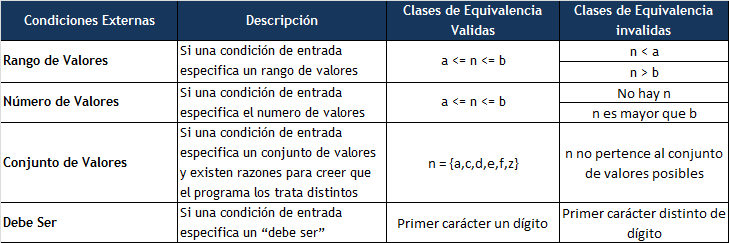 Condiciones Externas
Descripción
Clases de Equivalencia
Validas
Clases de Equivalencia
invalidas
Rango de Valores
Si una condición de entrada
especifica un rango de valores
a <= n <= b
n < a
n > b
Número de Valores
Si una condición de entrada
especifica el numero de valores
a <= n <= b
No hay n
n es mayor que b
Conjunto de Valores
Si una condición de entrada
especifica un conjunto de valores
y existen razones para creer que
el programa los trata distintos
n = {a,c,d,e,f,z}
n no pertence al conjunto
de valores posibles
Debe Ser
Si una condición de entrada
especifica un “debe ser”
Primer carácter un dígito
Primer carácter distinto de
dígito